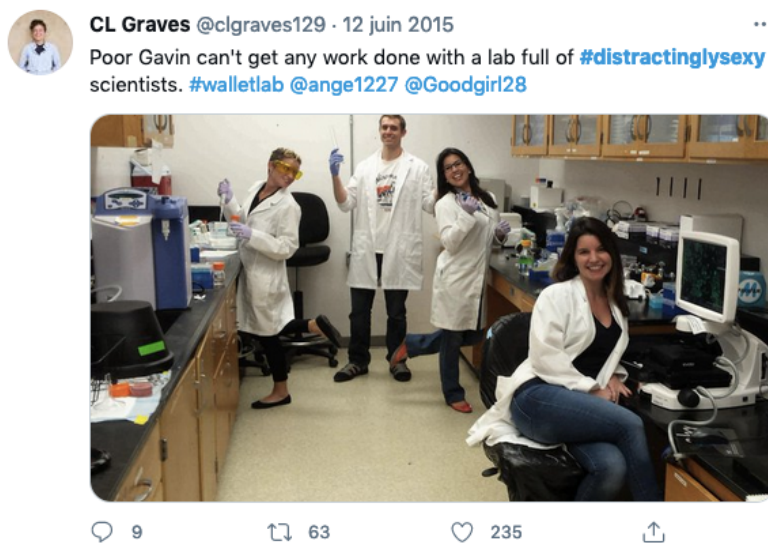 CL Graves @clgraves129 · 12 juin 2015
Poor Gavin can't get any work done with a lab full of #distractinglysexy
scientists. #walletlab @ange1227 @Goodgirl28
9 63 235